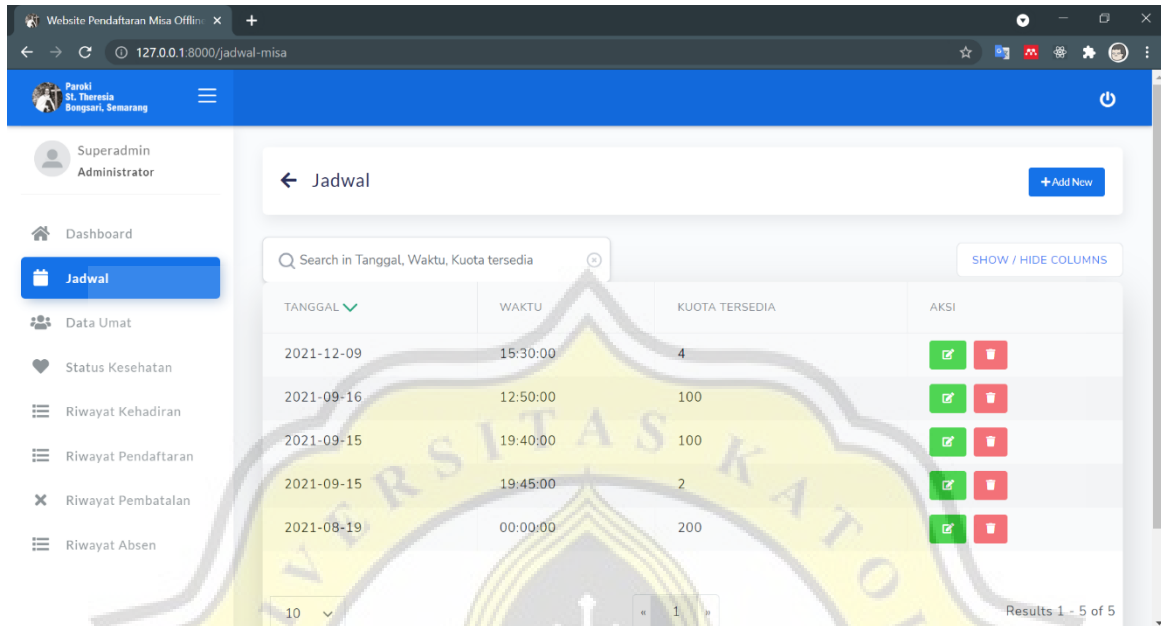 Website Pendaftaran Misa Offline
127.0.0.1:8000/jadwal-misa
Paroki
St. Theresia
Bongsari, Semarang
Superadmin
Administrator
Dashboard
Jadwal
Data Umat
Status Kesehatan
Riwayat Kehadiran
Riwayat Pendaftaran
Riwayat Pembatalan
Riwayat Absen
Jadwal
+ Add New
Search in Tanggal, Waktu, Kuota tersedia
SHOW / HIDE COLUMNS
TANGGAL WAKTU KUOTA TERSEDIA AKSI
2021-12-09 15:30:00 4
2021-09-16 12:50:00 100
2021-09-15 19:40:00 100
2021-09-15 19:45:00 2
2021-08-19 00:00:00 200
10 « 1 » Results 1 - 5 of 5
ERSITAS KATO